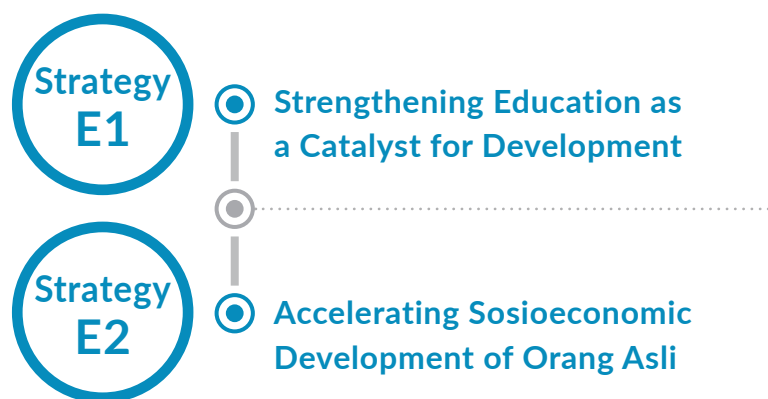 Strategy
E1
Strengthening Education as
a Catalyst for Development
Strategy
E2
Accelerating Sosioeconomic
Development of Orang Asli